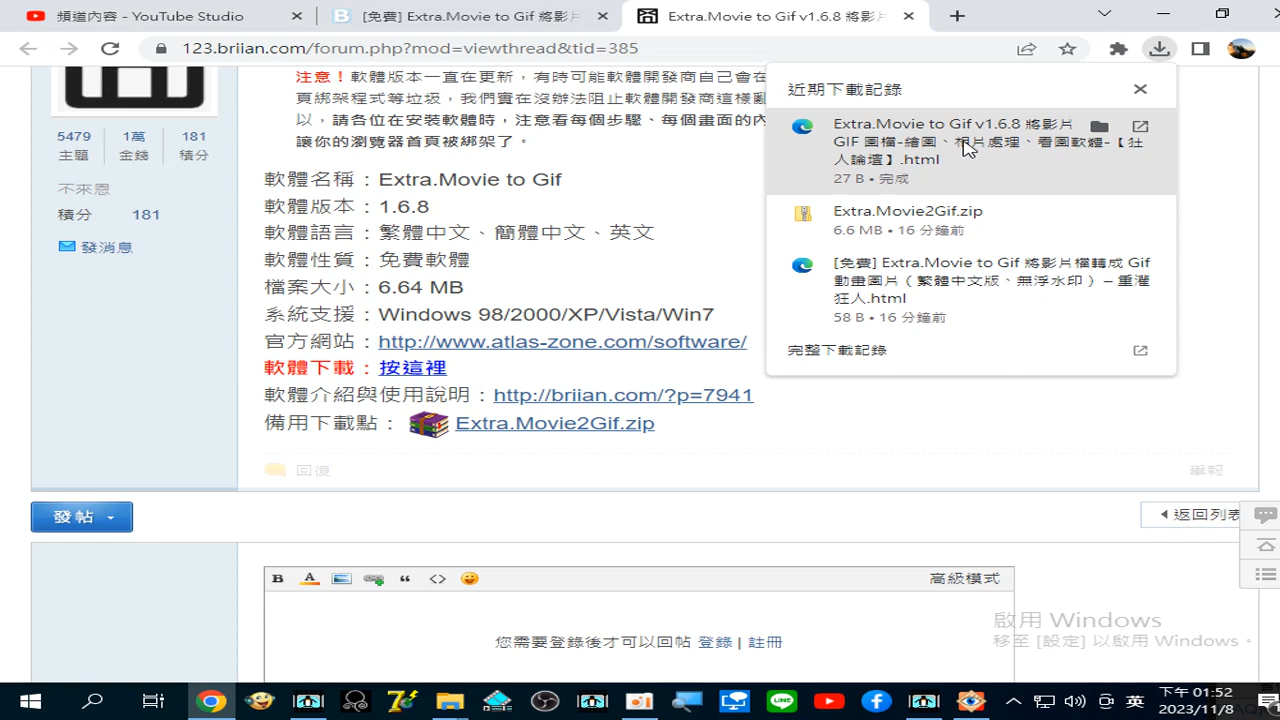 頻道內容 - YouTube Studio
[免費] Extra.Movie to Gif 將影片
Extra.Movie to Gif v1.6.8 將影片
123.briian.com/forum.php?mod=viewthread&tid=385
注意！軟體版本一直在更新，有時可能軟體開發商自己會在
頁綁架程式等垃圾，我們實在沒辦法阻止軟體開發商這樣
以，請各位在安裝軟體時，注意看每個步驟、每個畫面的內
讓你的瀏覽器首頁被綁架了。
5479 1萬 181
主題 金錢 積分
不來恩
積分 181
發消息
軟體名稱：Extra.Movie to Gif
軟體版本：1.6.8
軟體語言：繁體中文、簡體中文、英文
軟體性質：免費軟體
檔案大小：6.64 MB
系統支援：Windows 98/2000/XP/Vista/Win7
官方網站：http://www.atlas-zone.com/software/
軟體下載：按這裡
軟體介紹與使用說明：http://briian.com/?p=7941
備用下載點： Extra.Movie2Gif.zip
回復
舉報
近期下載記錄
Extra.Movie to Gif v1.6.8 將影片
GIF 圖檔-繪圖、相片處理、看圖軟體-【狂
人論壇】.html
27 B • 完成
Extra.Movie2Gif.zip
6.6 MB • 16 分鐘前
[免費] Extra.Movie to Gif 將影片檔轉成 Gif
動畫圖片（繁體中文版、無浮水印） – 重灌
狂人.html
58 B • 16 分鐘前
完整下載記錄
發帖
返回列表
B A
高級模式
您需要登錄後才可以回帖 登錄 | 註冊
啟用 Windows
移至 [設定] 以啟用 Windows。
英
下午 01:52
2023/11/8